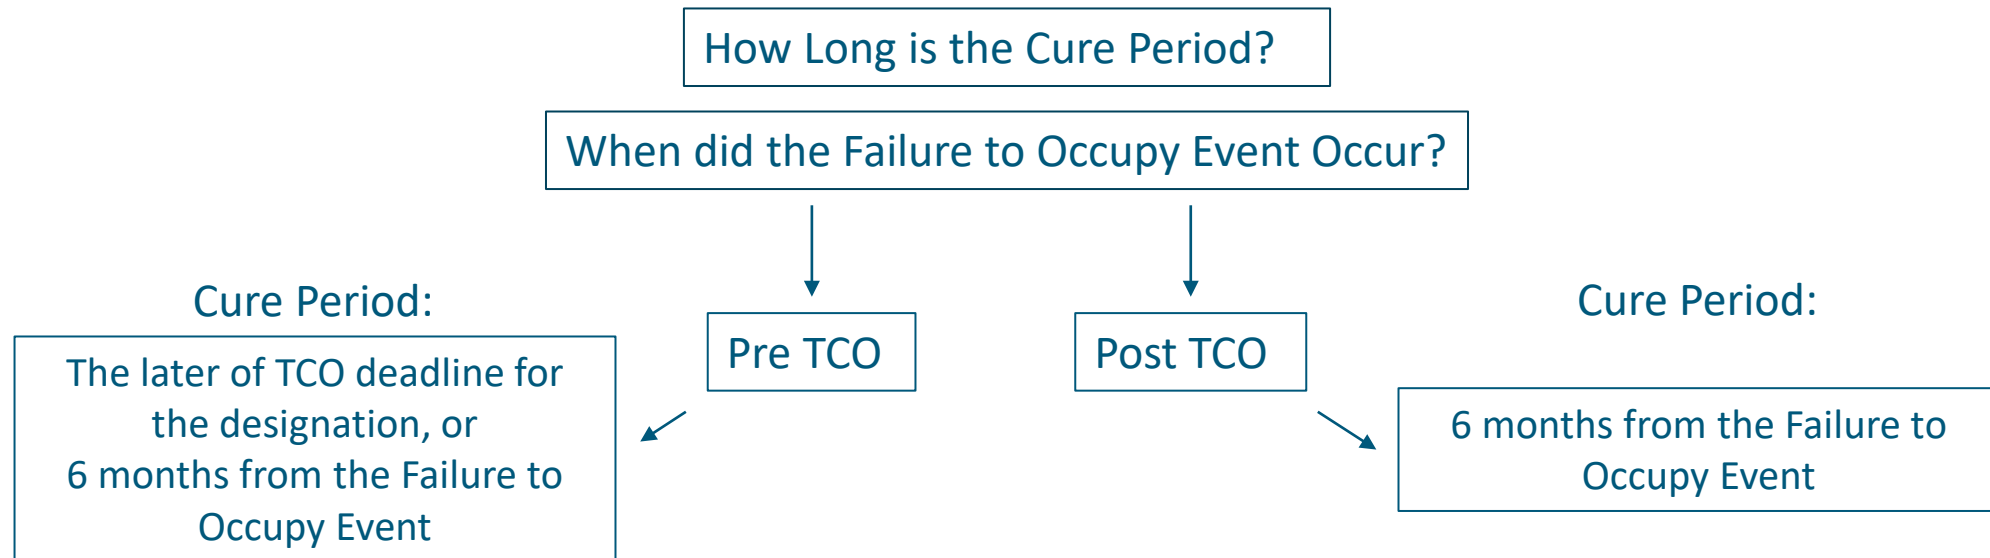 How Long is the Cure Period?
When did the Failure to Occupy Event Occur?
Cure Period:
The later of TCO deadline for
the designation, or
6 months from the Failure to
Occupy Event
Pre TCO
Post TCO
Cure Period:
6 months from the Failure to
Occupy Event